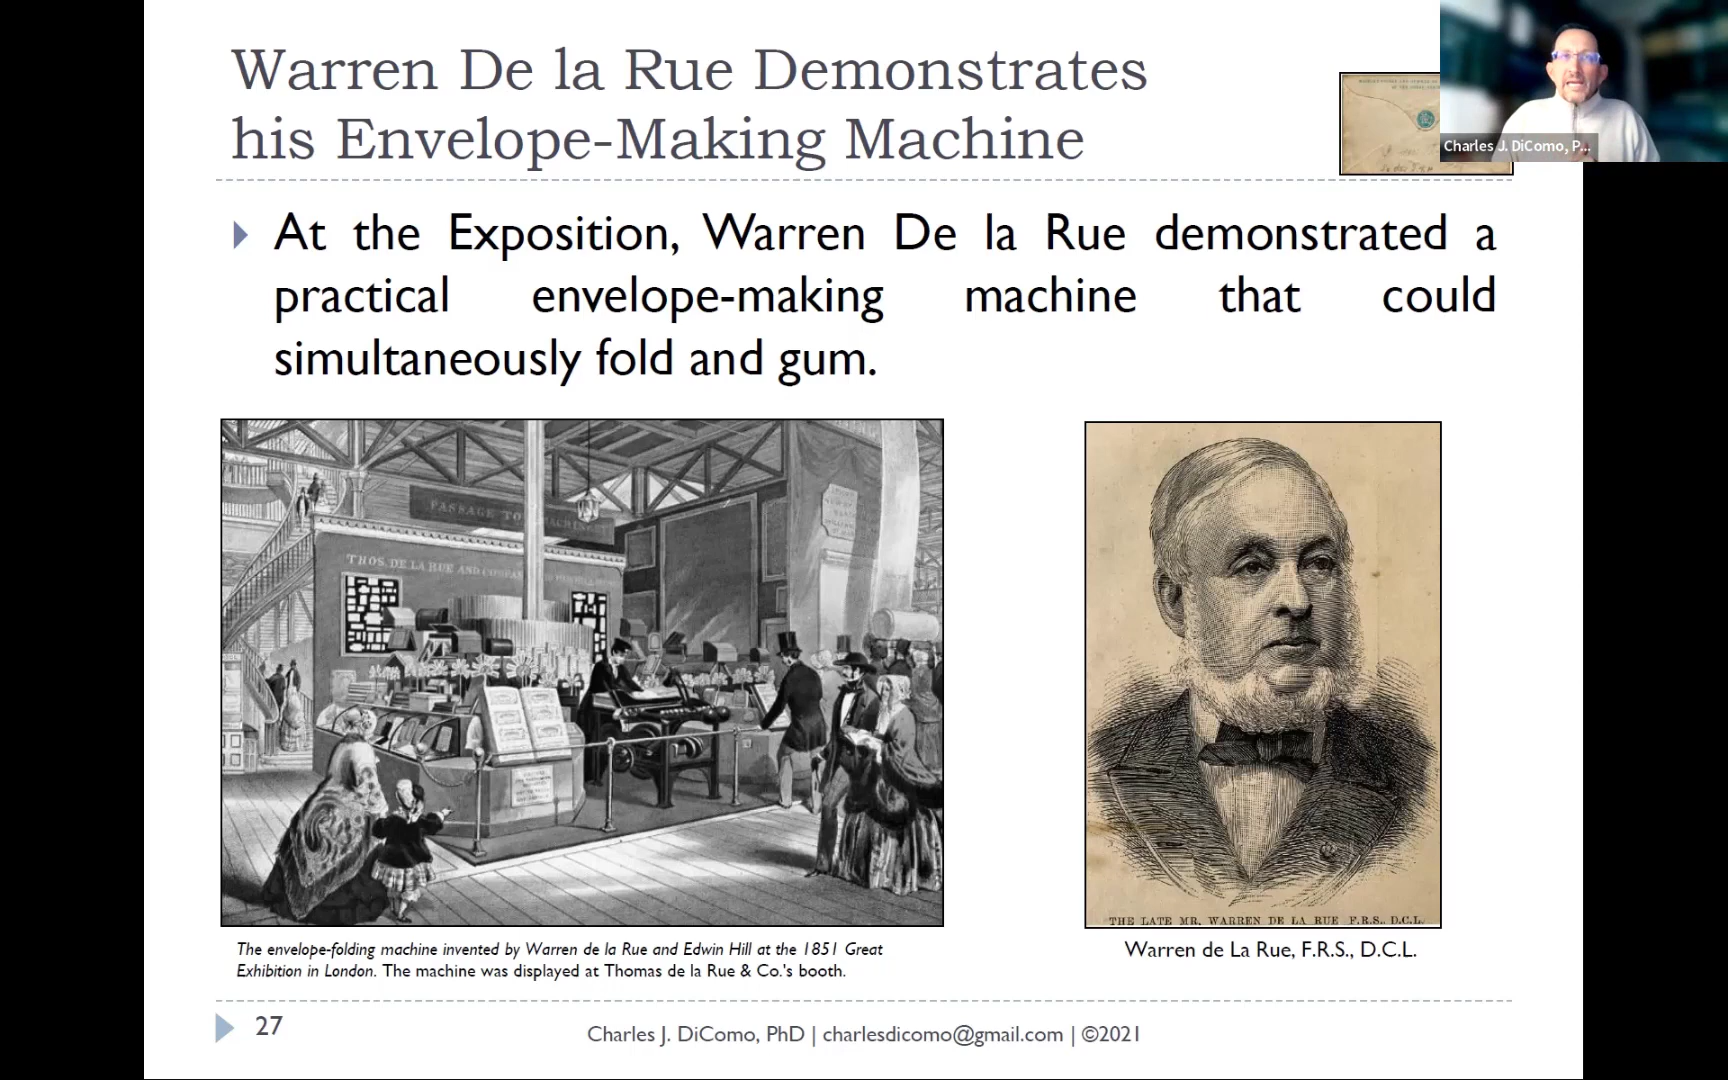 Warren De la Rue Demonstrates
his Envelope-Making Machine
Charles J. DiComo, P...
At the Exposition, Warren De la Rue demonstrated a
practical envelope-making machine that could
simultaneously fold and gum.
PASSAGE TO MACHIN
THOS. DE LA RUE AND COMPAN
THE LATE MR. WARREN DE LA RUE F.R.S., D.C.L.
The envelope-folding machine invented by Warren de la Rue and Edwin Hill at the 1851 Great
Exhibition in London. The machine was displayed at Thomas de la Rue & Co.'s booth.
Warren de La Rue, F.R.S., D.C.L.
27
Charles J. DiComo, PhD | charlesdicomo@gmail.com | ©2021